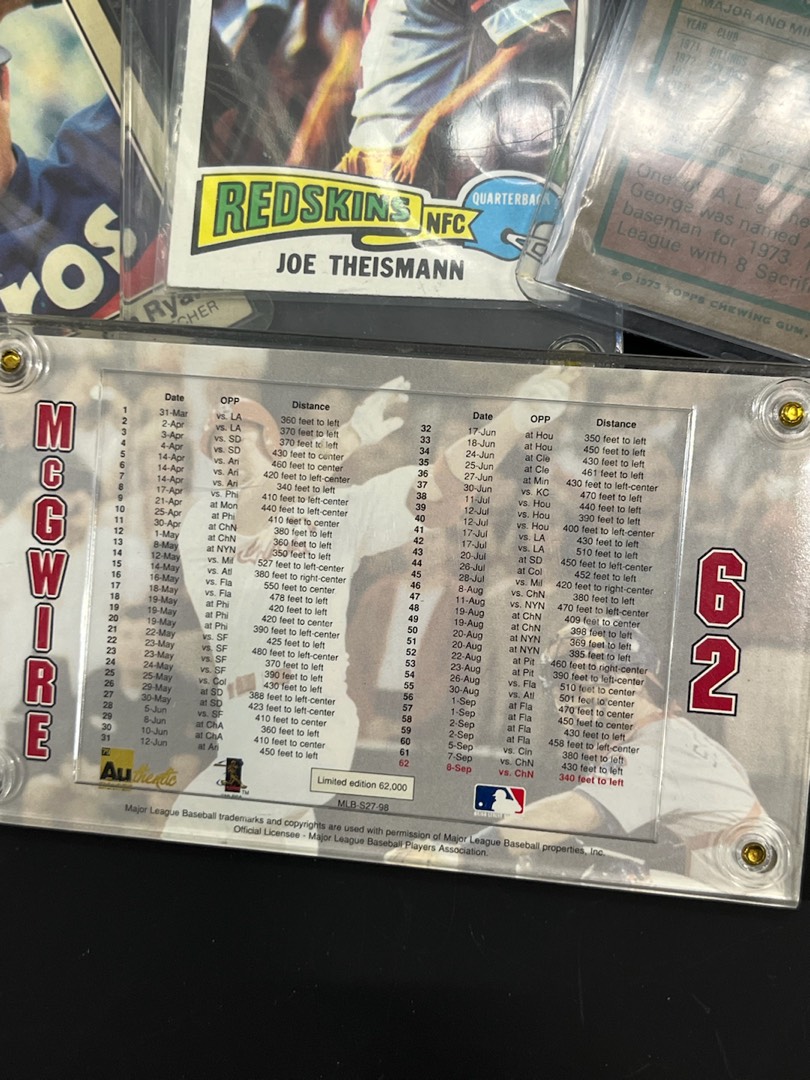 ros
Rya
CHER
REDSKINS NFC
QUARTERBACK
JOE THEISMANN
MAJOR AND MI
YEAR CLUB
One of A. L.'s
George was named
baseman for 1973
League with 8 Sacrif
* © 1973 TOPPS CHEWING GUM
McGWIRE
Date OPP Distance
1 31-Mar vs. LA 360 feet to left
2 2-Apr vs. LA 370 feet to left
3 3-Apr vs. SD 370 feet to left
4 4-Apr vs. SD 430 feet to center
5 14-Apr vs. Ari 460 feet to center
6 14-Apr vs. Ari 420 feet to left-center
7 14-Apr vs. Ari 340 feet to left
8 17-Apr vs. Phi 410 feet to left-center
9 21-Apr at Mon 440 feet to left-center
10 25-Apr at Phi 410 feet to center
11 30-Apr at ChN 380 feet to left
12 1-May at ChN 360 feet to left
13 8-May at NYN 350 feet to left
14 12-May vs. Mil 527 feet to left-center
15 14-May vs. Atl 380 feet to right-center
16 16-May vs. Fla 550 feet to center
17 18-May vs. Fla 478 feet to left
18 19-May at Phi 420 feet to left
19 19-May at Phi 420 feet to center
20 19-May at Phi 390 feet to left-center
21 22-May vs. SF 425 feet to left
22 23-May vs. SF 480 feet to left-center
23 23-May vs. SF 370 feet to left
24 24-May vs. SF 390 feet to left
25 25-May vs. Col 430 feet to left
26 29-May at SD 388 feet to left-center
27 30-May at SD 423 feet to left-center
28 5-Jun vs. SF 410 feet to center
29 8-Jun at ChA 360 feet to left
30 10-Jun at ChA 410 feet to left
31 12-Jun at Ari 450 feet to left
Date OPP Distance
32 17-Jun at Hou 350 feet to left
33 18-Jun at Hou 450 feet to left
34 24-Jun at Cle 430 feet to left
35 25-Jun at Cle 461 feet to left
36 27-Jun at Min 430 feet to left-center
37 30-Jun vs. KC 470 feet to left
38 11-Jul vs. Hou 440 feet to left
39 12-Jul vs. Hou 390 feet to left
40 12-Jul vs. Hou 400 feet to left-center
41 17-Jul vs. LA 430 feet to left
42 17-Jul vs. LA 510 feet to left
43 20-Jul at SD 450 feet to left-center
44 26-Jul at Col 452 feet to left
45 28-Jul vs. Mil 420 feet to right-center
46 8-Aug vs. ChN 380 feet to left
47 11-Aug vs. NYN 470 feet to left-center
48 19-Aug at ChN 409 feet to center
49 19-Aug at ChN 398 feet to left
50 20-Aug at NYN 369 feet to left
51 20-Aug at NYN 385 feet to left
52 22-Aug at Pit 460 feet to right-center
53 23-Aug at Pit 390 feet to left-center
54 26-Aug vs. Fla 510 feet to center
55 30-Aug vs. Atl 501 feet to center
56 1-Sep at Fla 470 feet to center
57 1-Sep at Fla 450 feet to center
58 2-Sep at Fla
59 2-Sep at Fla 458 feet to left-center
60 5-Sep vs. Cin 380 feet to left
61 7-Sep vs. ChN 430 feet to left
62 8-Sep vs. ChN 340 feet to left
62
Authentic
Limited edition 62,000
MLB-S27-98
Major League Baseball trademarks and copyrights are used with permission of Major League Baseball properties, Inc.
Official Licensee - Major League Baseball Players Association.